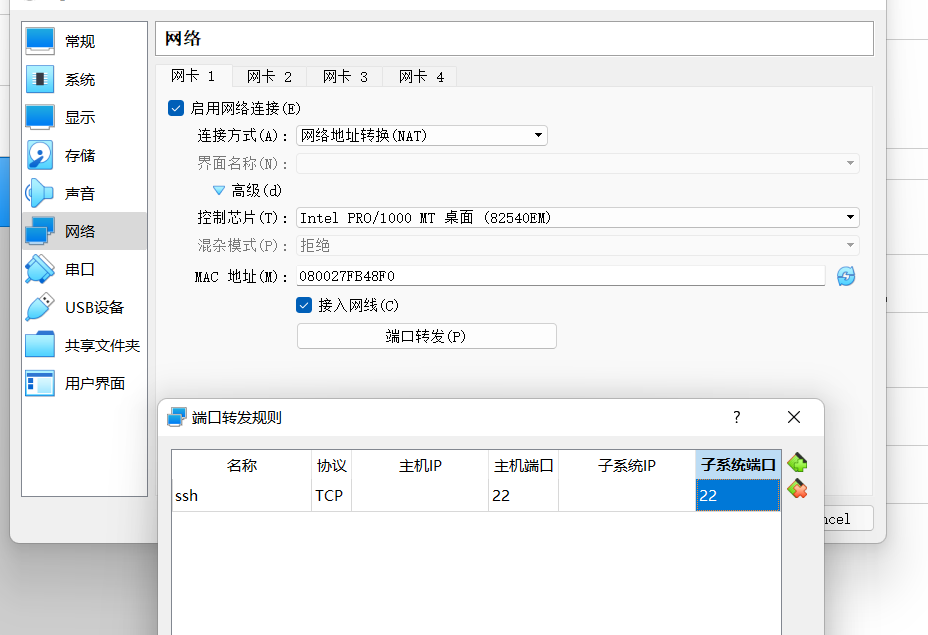 常规
系统
显示
存储
声音
网络
串口
USB设备
共享文件夹
用户界面
网络
网卡 1 网卡 2 网卡 3 网卡 4
启用网络连接(E)
连接方式(A): 网络地址转换(NAT)
界面名称(N):
高级(d)
控制芯片(T): Intel PRO/1000 MT 桌面 (82540EM)
混杂模式(P): 拒绝
MAC 地址(M): 080027FB48F0
接入网线(C)
端口转发(P)
端口转发规则 ?
名称 协议 主机IP 主机端口 子系统IP 子系统端口
ssh TCP 22 22